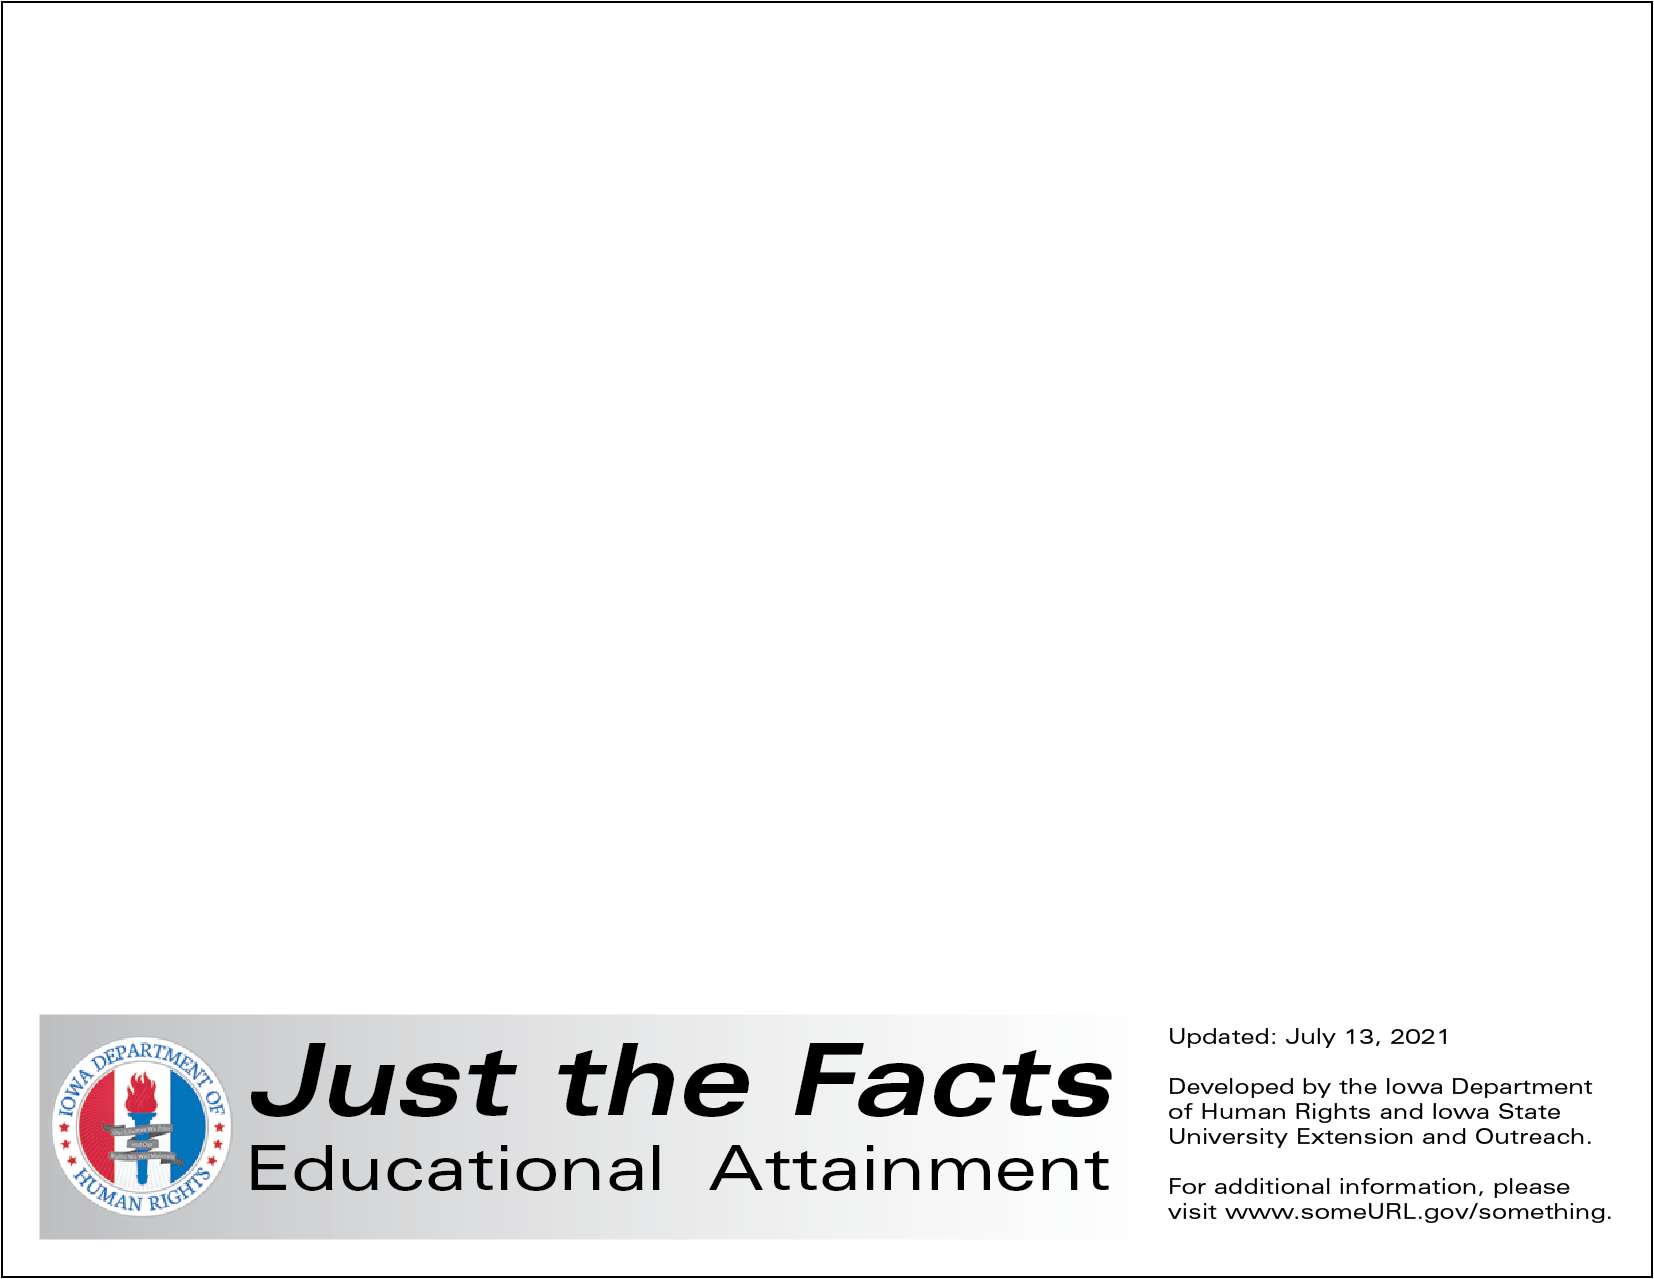 IOWA DEPARTMENT OF
HUMAN RIGHTS
Just the Facts
Educational Attainment
Updated: July 13, 2021
Developed by the Iowa Department
of Human Rights and Iowa State
University Extension and Outreach.
For additional information, please
visit www.someURL.gov/something.